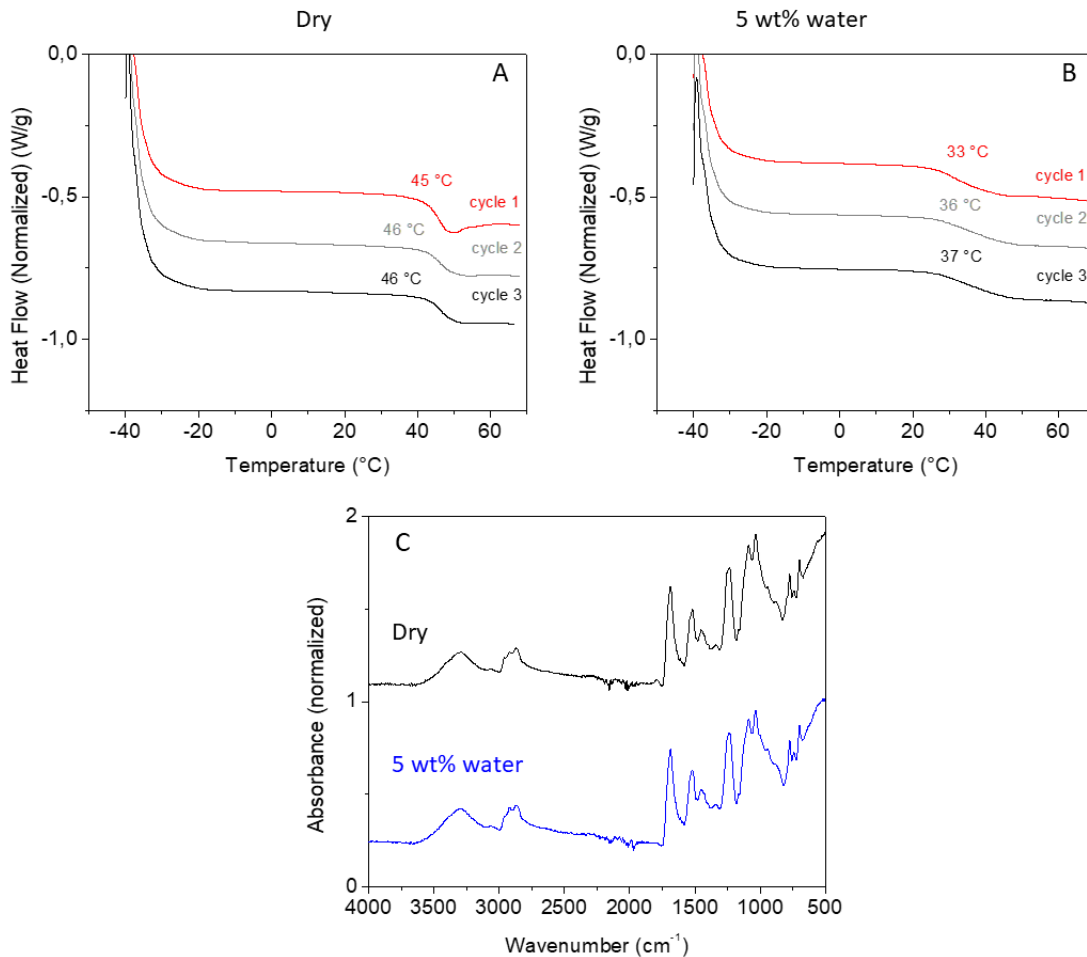 Dry
5 wt% water
0,0
-0,5
-1,0
Heat Flow (Normalized) (W/g)
A
45 °C
cycle 1
46 °C
cycle 2
46 °C
cycle 3
-40
-20
0
20
40
60
Temperature (°C)
0,0
-0,5
-1,0
Heat Flow (Normalized) (W/g)
B
33 °C
cycle 1
36 °C
cycle 2
37 °C
cycle 3
-40
-20
0
20
40
60
Temperature (°C)
2
1
0
Absorbance (normalized)
C
Dry
5 wt% water
4000
3500
3000
2500
2000
1500
1000
500
Wavenumber (cm⁻¹)